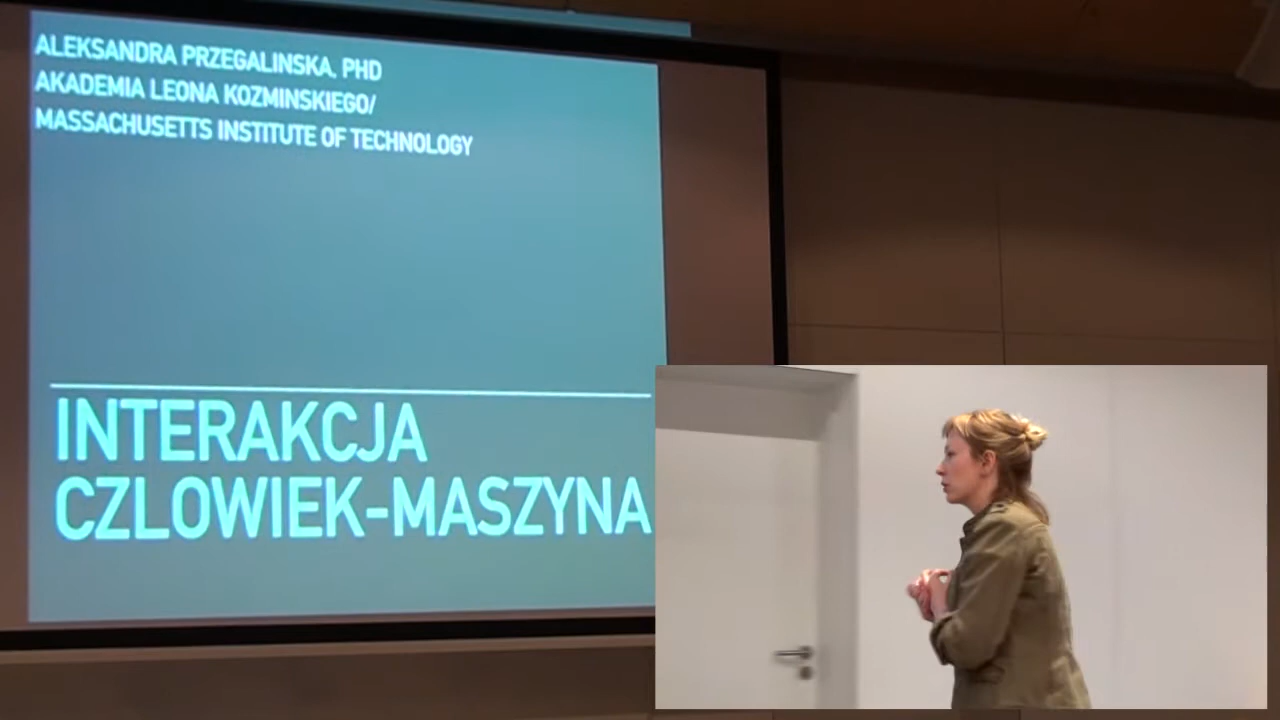 ALEKSANDRA PRZEGALINSKA, PHD
AKADEMIA LEONA KOZMINSKIEGO/
MASSACHUSETTS INSTITUTE OF TECHNOLOGY
INTERAKCJA
CZLOWIEK-MASZYNA